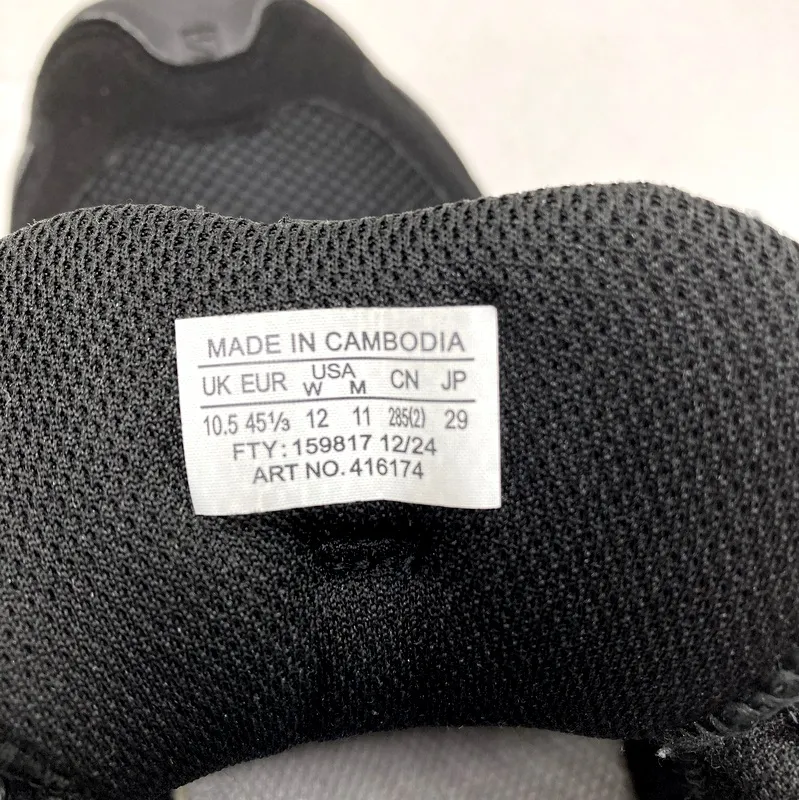 MADE IN CAMBODIA
UK EUR USA W M CN JP
10.5 45⅓ 12 11 285(2) 29
FTY: 159817 12/24
ART NO. 416174